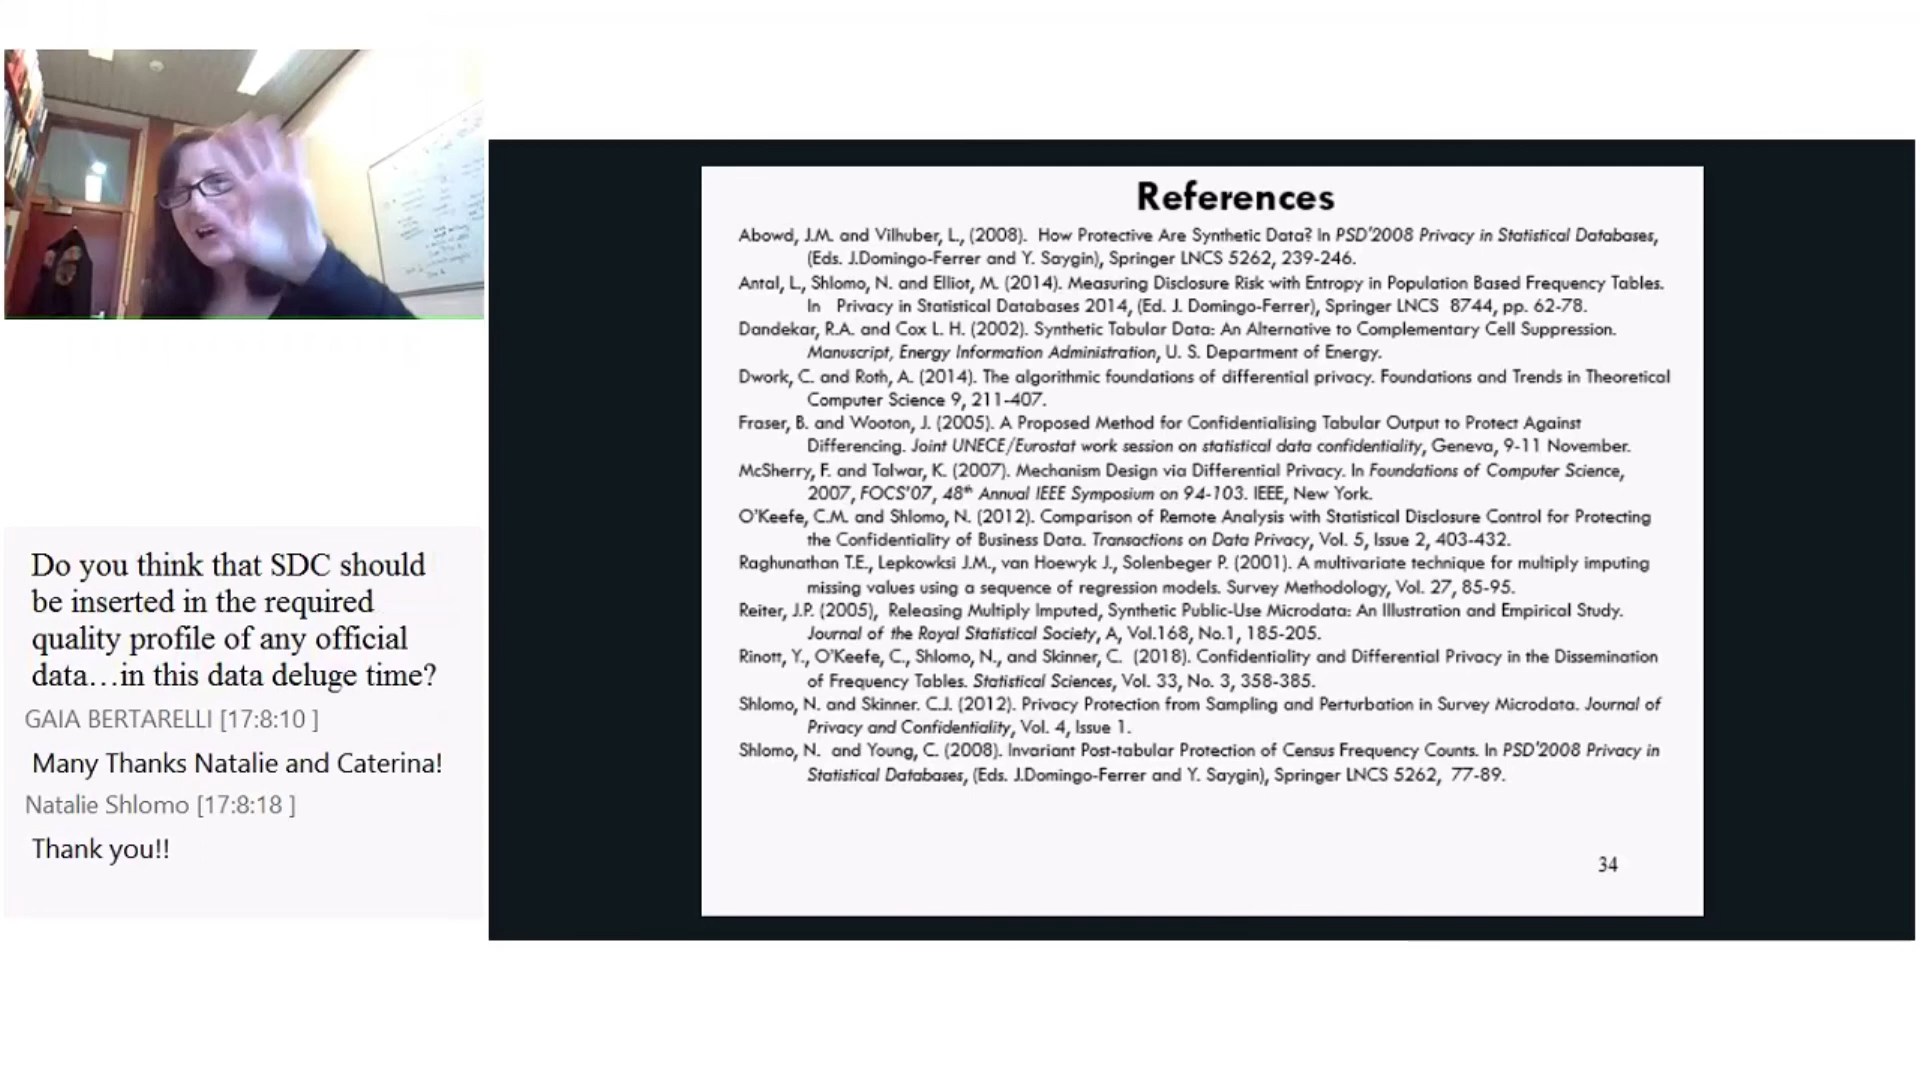 Do you think that SDC should
be inserted in the required
quality profile of any official
data…in this data deluge time?
GAIA BERTARELLI [17:8:10 ]
Many Thanks Natalie and Caterina!
Natalie Shlomo [17:8:18 ]
Thank you!!
References
Abowd, J.M. and Vilhuber, L., (2008). How Protective Are Synthetic Data? In PSD'2008 Privacy in Statistical Databases,
(Eds. J.Domingo-Ferrer and Y. Saygin), Springer LNCS 5262, 239-246.
Antal, L., Shlomo, N. and Elliot, M. (2014). Measuring Disclosure Risk with Entropy in Population Based Frequency Tables.
In Privacy in Statistical Databases 2014, (Ed. J. Domingo-Ferrer), Springer LNCS 8744, pp. 62-78.
Dandekar, R.A. and Cox L. H. (2002). Synthetic Tabular Data: An Alternative to Complementary Cell Suppression.
Manuscript, Energy Information Administration, U. S. Department of Energy.
Dwork, C. and Roth, A. (2014). The algorithmic foundations of differential privacy. Foundations and Trends in Theoretical
Computer Science 9, 211-407.
Fraser, B. and Wooton, J. (2005). A Proposed Method for Confidentialising Tabular Output to Protect Against
Differencing. Joint UNECE/Eurostat work session on statistical data confidentiality, Geneva, 9-11 November.
McSherry, F. and Talwar, K. (2007). Mechanism Design via Differential Privacy. In Foundations of Computer Science,
2007, FOCS'07, 48th Annual IEEE Symposium on 94-103. IEEE, New York.
O'Keefe, C.M. and Shlomo, N. (2012). Comparison of Remote Analysis with Statistical Disclosure Control for Protecting
the Confidentiality of Business Data. Transactions on Data Privacy, Vol. 5, Issue 2, 403-432.
Raghunathan T.E., Lepkowksi J.M., van Hoewyk J., Solenbeger P. (2001). A multivariate technique for multiply imputing
missing values using a sequence of regression models. Survey Methodology, Vol. 27, 85-95.
Reiter, J.P. (2005), Releasing Multiply Imputed, Synthetic Public-Use Microdata: An Illustration and Empirical Study.
Journal of the Royal Statistical Society, A, Vol.168, No.1, 185-205.
Rinott, Y., O'Keefe, C., Shlomo, N., and Skinner, C. (2018). Confidentiality and Differential Privacy in the Dissemination
of Frequency Tables. Statistical Sciences, Vol. 33, No. 3, 358-385.
Shlomo, N. and Skinner. C.J. (2012). Privacy Protection from Sampling and Perturbation in Survey Microdata. Journal of
Privacy and Confidentiality, Vol. 4, Issue 1.
Shlomo, N. and Young, C. (2008). Invariant Post-tabular Protection of Census Frequency Counts. In PSD'2008 Privacy in
Statistical Databases, (Eds. J.Domingo-Ferrer and Y. Saygin), Springer LNCS 5262, 77-89.
34